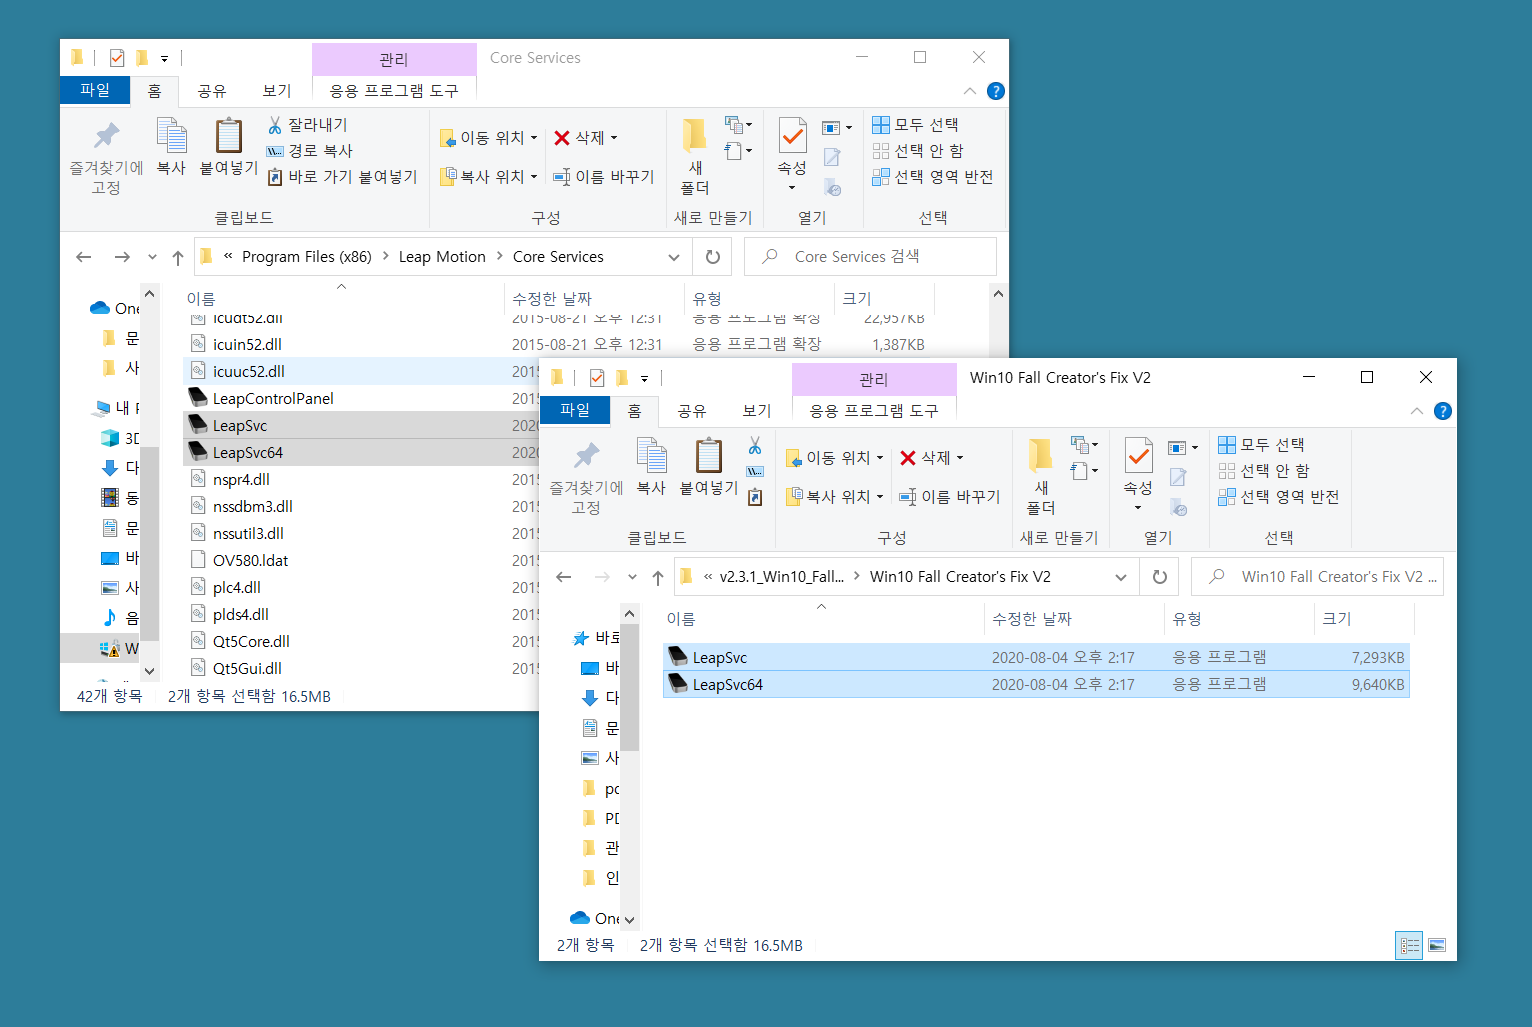 관리
Core Services
파일
홈
공유
보기
응용 프로그램 도구
즐겨찾기에
고정
복사
붙여넣기
잘라내기
경로 복사
바로 가기 붙여넣기
클립보드
이동 위치
복사 위치
삭제
이름 바꾸기
구성
새
폴더
새로 만들기
속성
열기
모두 선택
선택 안 함
선택 영역 반전
선택
« Program Files (x86) > Leap Motion > Core Services
Core Services 검색
이름 수정한 날짜 유형 크기
icudt52.dll 2015-08-21 오후 12:31 응용 프로그램 확장 22,957KB
icuin52.dll 2015-08-21 오후 12:31 응용 프로그램 확장 1,387KB
icuuc52.dll 2015
LeapControlPanel 2015
LeapSvc 2020
LeapSvc64 2020
nspr4.dll 2015
nssdbm3.dll 2015
nssutil3.dll 2015
OV580.ldat 2015
plc4.dll 2015
plds4.dll 2015
Qt5Core.dll 2015
Qt5Gui.dll 2015
One
문
사
내 P
3D
다
동
문
바
사
음
W
42개 항목 2개 항목 선택함 16.5MB
관리
Win10 Fall Creator's Fix V2
파일
홈
공유
보기
응용 프로그램 도구
즐겨찾기에
고정
복사
붙여넣기
클립보드
이동 위치
복사 위치
삭제
이름 바꾸기
구성
새
폴더
새로 만들기
속성
열기
모두 선택
선택 안 함
선택 영역 반전
선택
« v2.3.1_Win10_Fall... > Win10 Fall Creator's Fix V2
Win10 Fall Creator's Fix V2 ...
이름 수정한 날짜 유형 크기
LeapSvc 2020-08-04 오후 2:17 응용 프로그램 7,293KB
LeapSvc64 2020-08-04 오후 2:17 응용 프로그램 9,640KB
바로
바
다
문
사
pc
PD
관
인
One
2개 항목 2개 항목 선택함 16.5MB